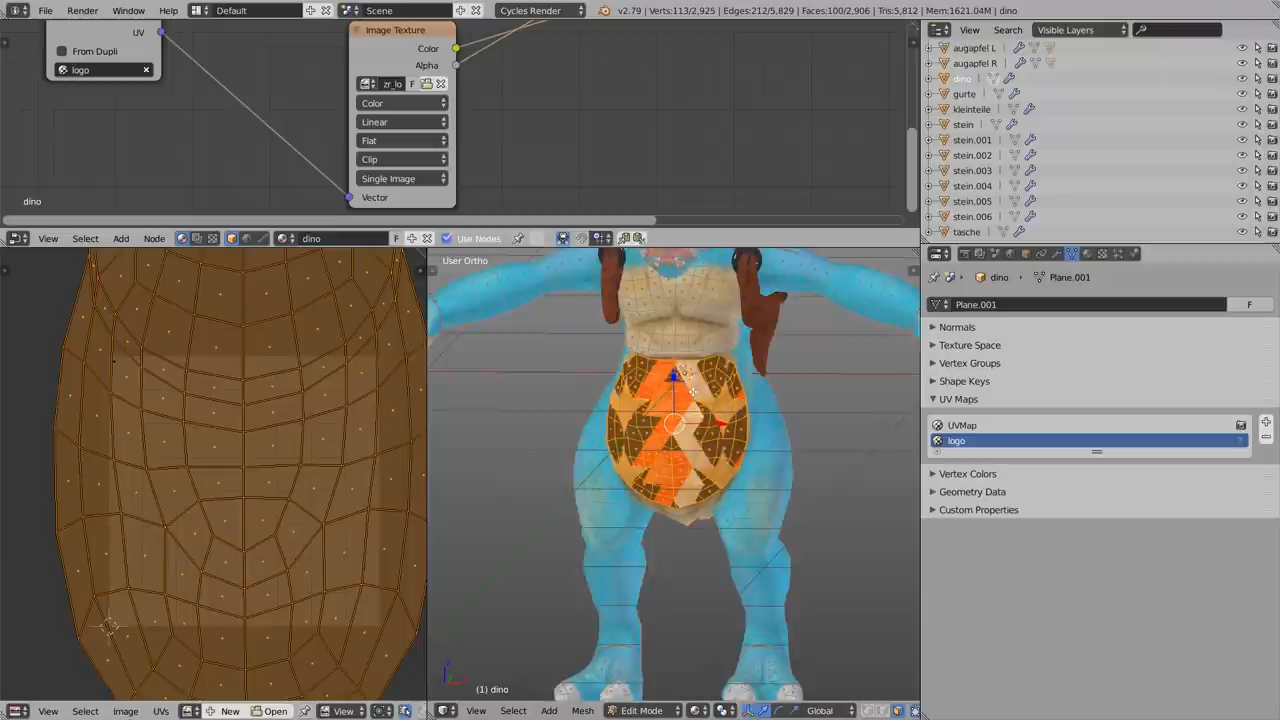 File Render Window Help Default Scene Cycles Render v2.79 | Verts:113/2,925 | Edges:212/5,829 | Faces:100/2,906 | Tris:5,812 | Mem:1621.04M | dino
UV
From Dupli
logo
Image Texture
Color
Alpha
zr_lo F
Color
Linear
Flat
Clip
Single Image
Vector
dino
View Select Add Node dino F Use Nodes
View Search Visible Layers
augapfel L
augapfel R
dino
gurte
kleinteile
stein
stein.001
stein.002
stein.003
stein.004
stein.005
stein.006
tasche
User Ortho
(1) dino
dino Plane.001
Plane.001 F
Normals
Texture Space
Vertex Groups
Shape Keys
UV Maps
UVMap
logo
Vertex Colors
Geometry Data
Custom Properties
View Select Image UVs New Open View
View Select Add Mesh Edit Mode Global